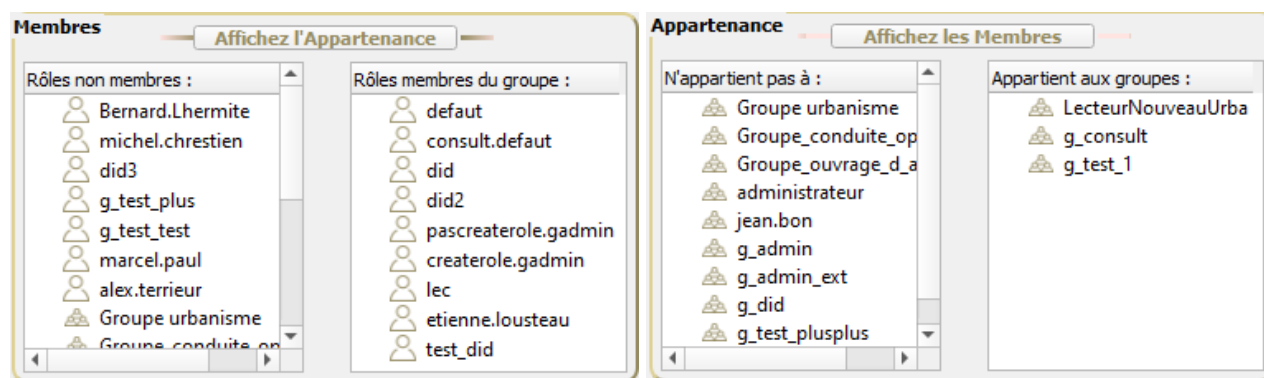 Membres
Affichez l'Appartenance
Rôles non membres :
Bernard.Lhermite
michel.chrestien
did3
g_test_plus
g_test_test
marcel.paul
alex.terrieur
Groupe urbanisme
Groupe_conduite_op
Rôles membres du groupe :
defaut
consult.defaut
did
did2
pascreaterole.gadmin
createrole.gadmin
lec
etienne.lousteau
test_did
Appartenance
Affichez les Membres
N'appartient pas à :
Groupe urbanisme
Groupe_conduite_op
Groupe_ouvrage_d_a
administrateur
jean.bon
g_admin
g_admin_ext
g_did
g_test_plusplus
Appartient aux groupes :
LecteurNouveauUrba
g_consult
g_test_1